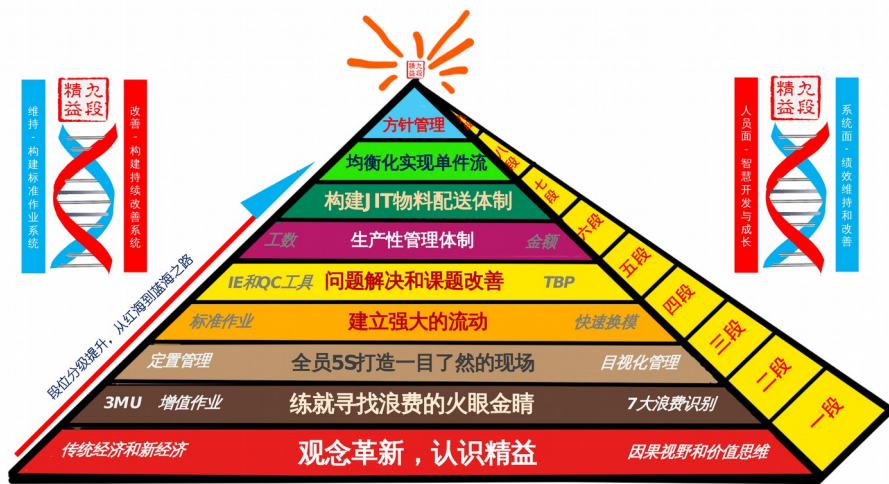 精九
益段
方针管理
均衡化实现单件流
八段
构建JIT物料配送体制
七段
工数 生产性管理体制 金额
六段
IE和QC工具 问题解决和课题改善 TBP
五段
标准作业 建立强大的流动 快速换模
四段
定置管理 全员5S打造一目了然的现场 目视化管理
三段
3MU 增值作业 练就寻找浪费的火眼金睛 7大浪费识别
二段
传统经济和新经济 观念革新，认识精益 因果视野和价值思维
一段
段位分级提升，从红海到蓝海之路
精九
益段
维持-构建标准作业系统
改善-构建持续改善系统
精九
益段
人员面-智慧开发与成长
系统面-绩效维持和改善